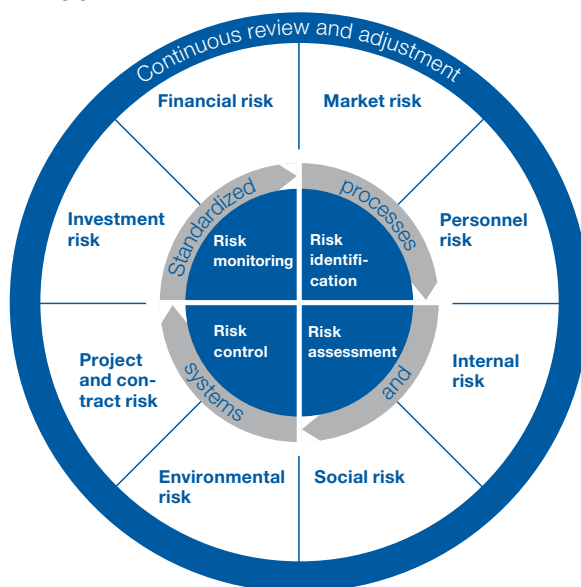 Continuous review and adjustment
Financial risk
Market risk
Investment
risk
Personnel
risk
Standardized
processes
Risk
monitoring
Risk
identifi-
cation
Risk
control
Risk
assessment
systems
and
Project
and con-
tract risk
Internal
risk
Environmental
risk
Social risk